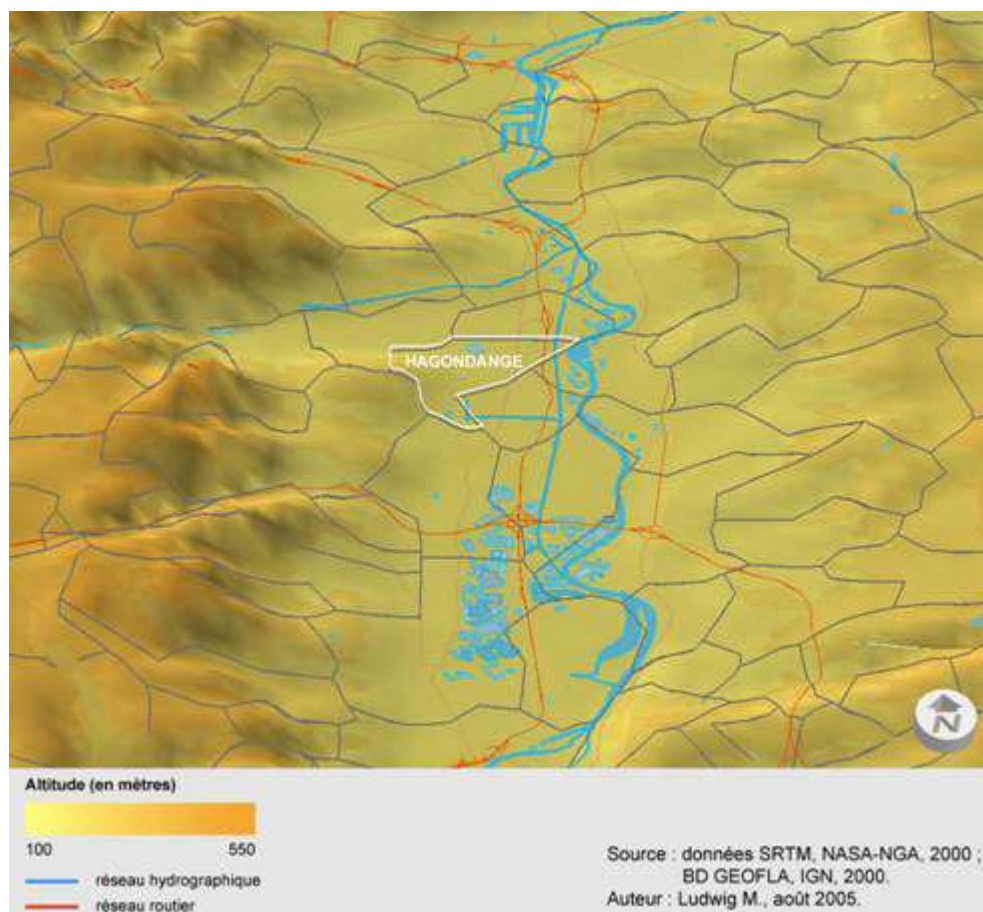 HAGONDANGE
N
Altitude (en mètres)
100 550
réseau hydrographique
réseau routier
Source : données SRTM, NASA-NGA, 2000 ;
BD GEOFLA, IGN, 2000.
Auteur : Ludwig M., août 2005.